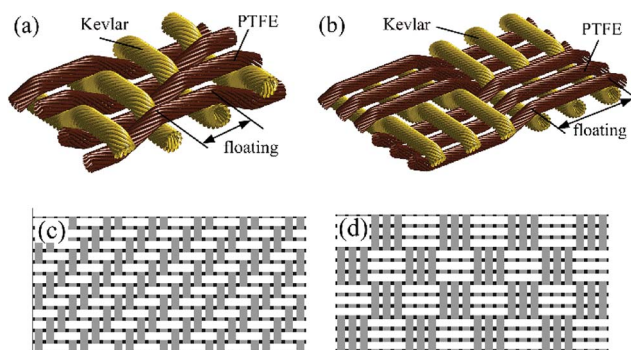 (a)
Kevlar
PTFE
floating
(b)
Kevlar
PTFE
floating
(c)
(d)